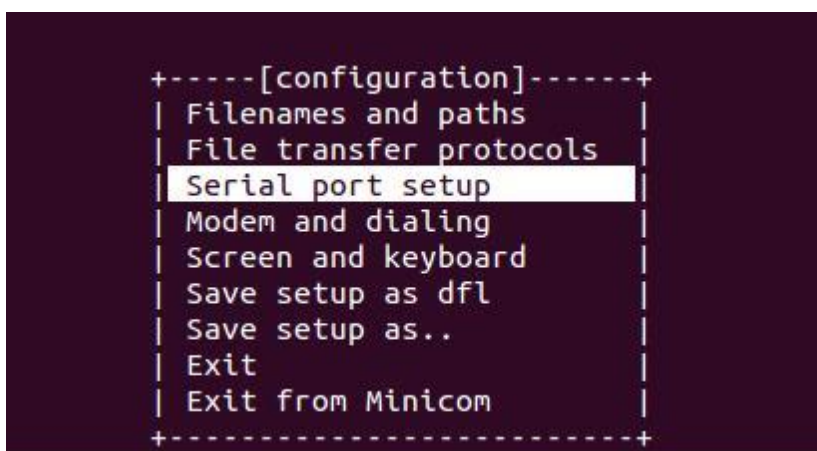 +-----[configuration]------+
| Filenames and paths      |
| File transfer protocols  |
| Serial port setup        |
| Modem and dialing        |
| Screen and keyboard      |
| Save setup as dfl        |
| Save setup as..          |
| Exit                     |
| Exit from Minicom        |
+--------------------------+